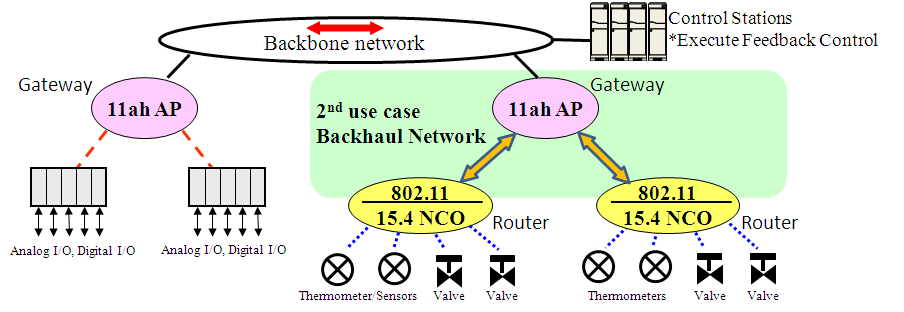 Control Stations
*Execute Feedback Control
Backbone network
Gateway
11ah AP
Gateway
11ah AP
2nd use case
Backhaul Network
802.11
15.4 NCO
Router
802.11
15.4 NCO
Router
Analog I/O, Digital I/O
Analog I/O, Digital I/O
Thermometer/Sensors
Valve
Valve
Thermometers
Valve
Valve